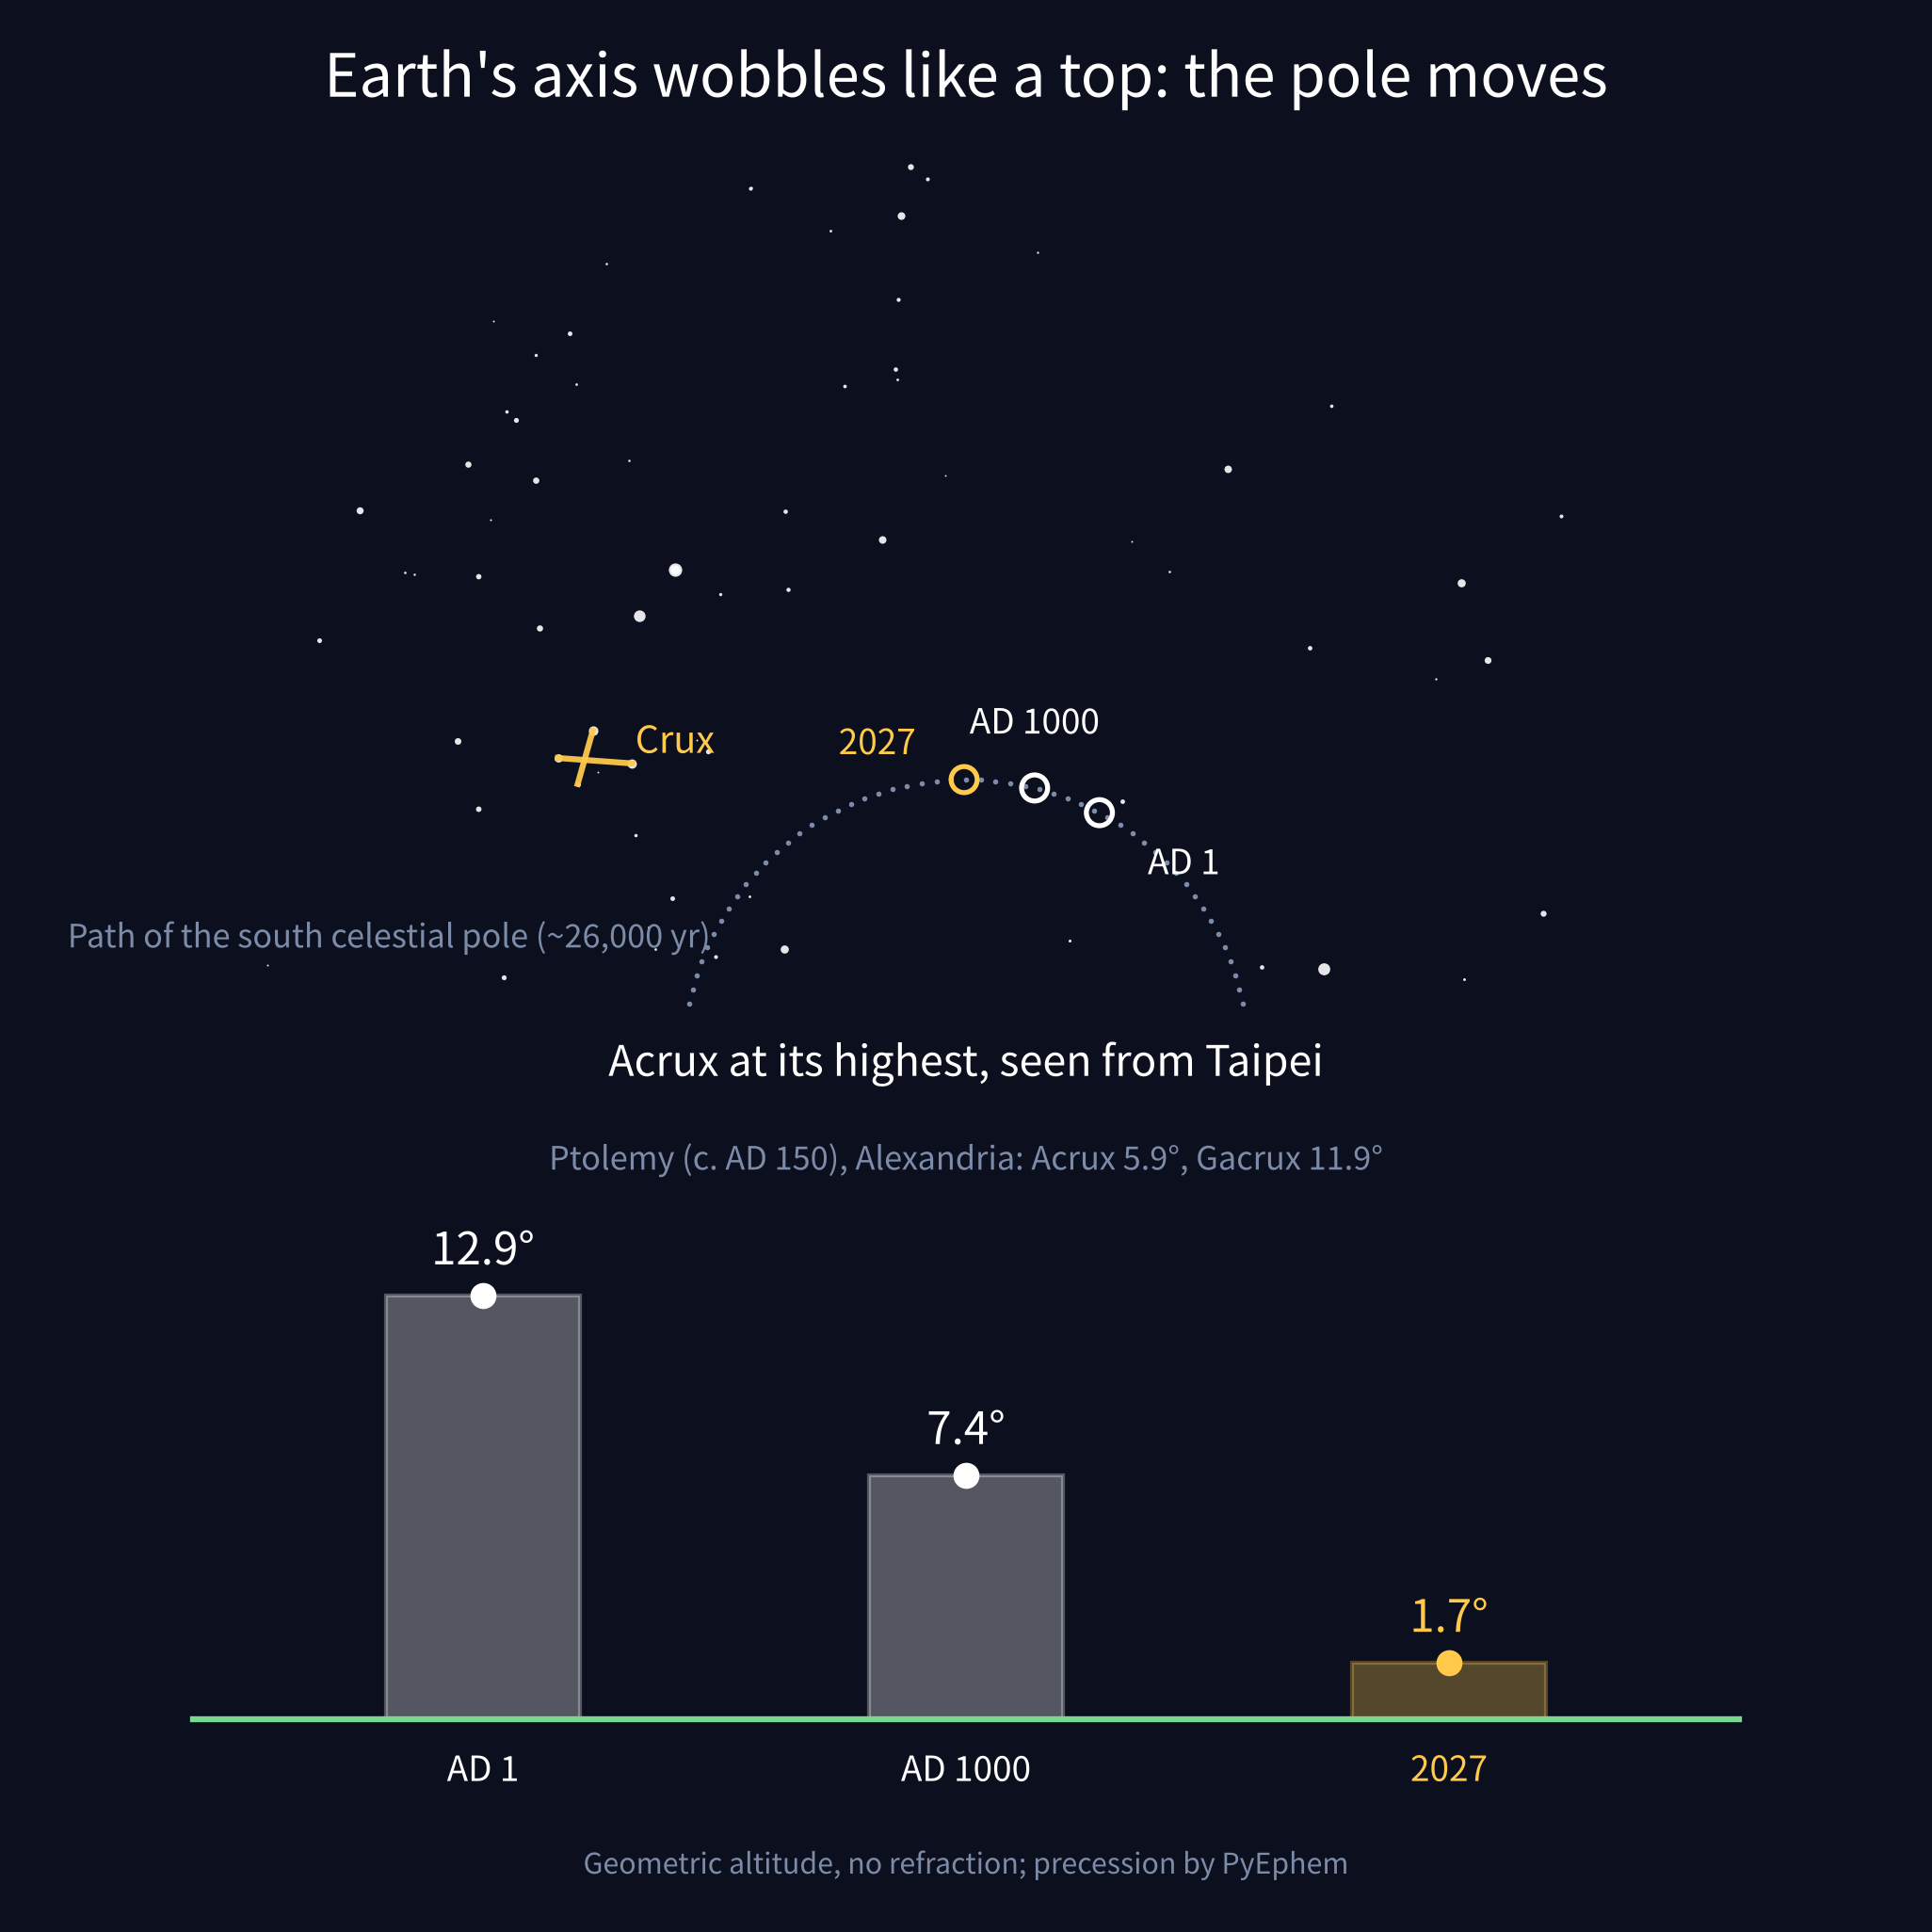 Earth's axis wobbles like a top: the pole moves
AD 1000
Crux
2027
AD 1
Path of the south celestial pole (~26,000 yr)
Acrux at its highest, seen from Taipei
Ptolemy (c. AD 150), Alexandria: Acrux 5.9°, Gacrux 11.9°
12.9°
7.4°
1.7°
AD 1
AD 1000
2027
Geometric altitude, no refraction; precession by PyEphem